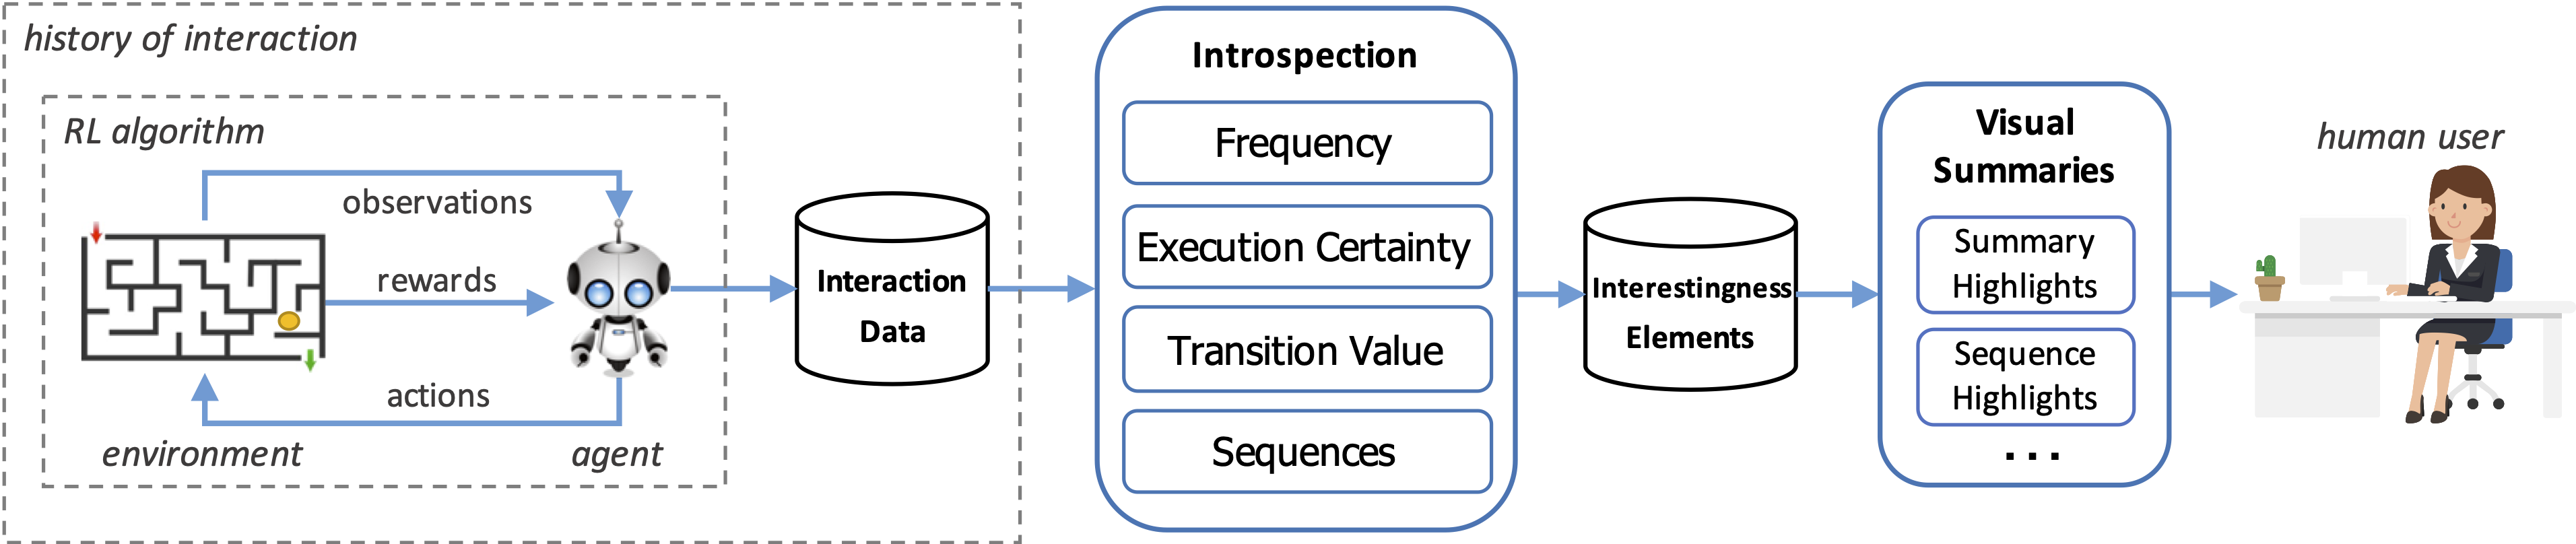 history of interaction
RL algorithm
observations
rewards
actions
environment
agent
Interaction
Data
Introspection
Frequency
Execution Certainty
Transition Value
Sequences
Interestingness
Elements
Visual
Summaries
Summary
Highlights
Sequence
Highlights
...
human user